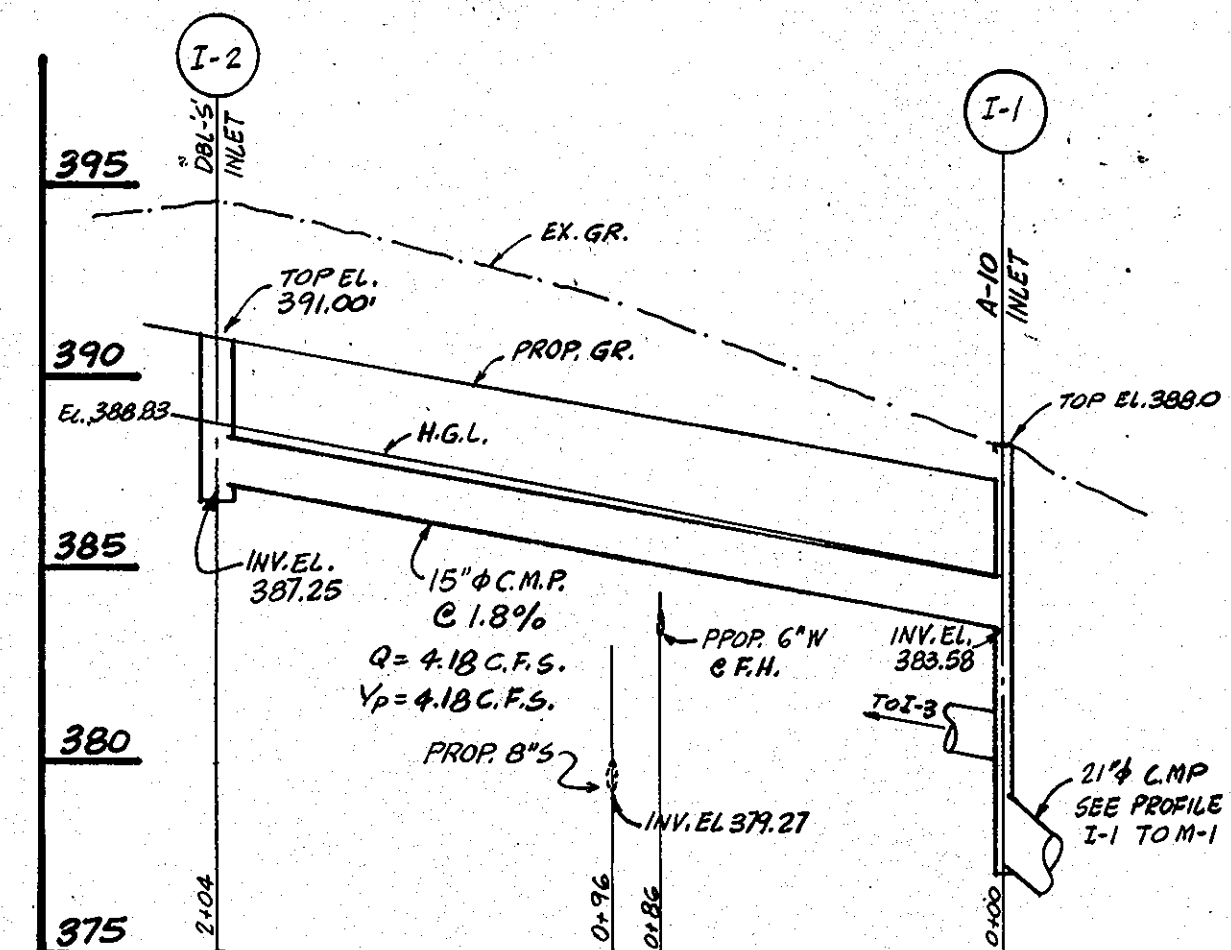 I-2
"DBL-'S'
INLET
I-1
A-10
INLET
395
390
385
380
375
EX. GR.
TOP EL.
391.00'
PROP. GR.
EL. 388.83
H.G.L.
TOP EL. 388.0
INV. EL.
387.25
15"φ C.M.P.
@ 1.8%
Q= 4.18 C.F.S.
Vp= 4.18 C.F.S.
PPOP. 6"W
@ F.H.
INV. EL.
383.58
TO I-3
PROP. 8"S
INV. EL 379.27
21"φ C.MP
SEE PROFILE
I-1 TO M-1
2+04
0+96
0+86
0+00